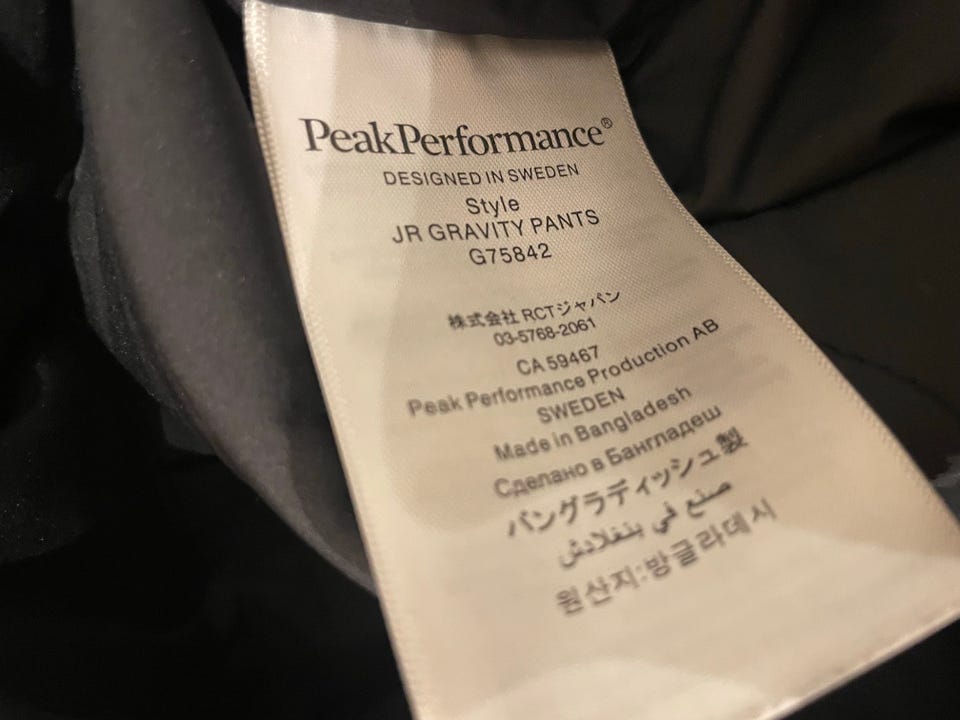 PeakPerformance®
DESIGNED IN SWEDEN
Style
JR GRAVITY PANTS
G75842
株式会社 RCTジャパン
03-5768-2061
CA 59467
Peak Performance Production AB
SWEDEN
Made in Bangladesh
Сделано в Бангладеш
バングラディッシュ製
صنع في بنغلادش
원산지:방글라데시